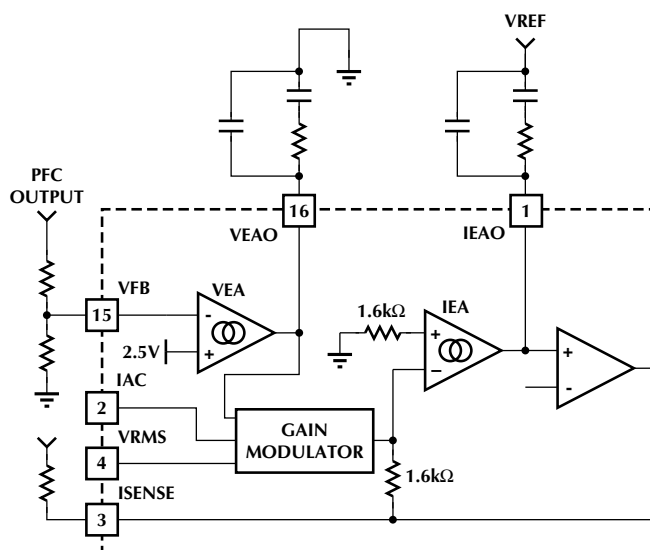 VREF
PFC
OUTPUT
16
1
VEAO
IEAO
VFB
VEA
IEA
1.6kΩ
15
-
+
2.5V
+
−
+
-
IAC
2
VRMS
GAIN
MODULATOR
4
1.6kΩ
ISENSE
3